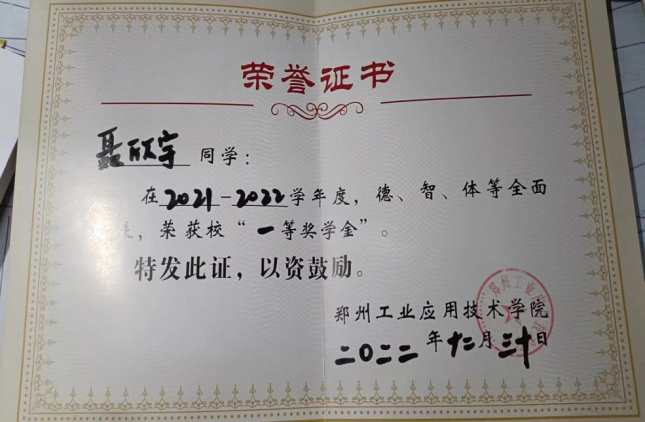 荣誉证书
聂欣宇 同学：
在2021-2022学年度，德、智、体等全面
，荣获校“一等奖学金”。
特发此证，以资鼓励。
郑州工业应用技术学院
二〇二二年十二月三十日